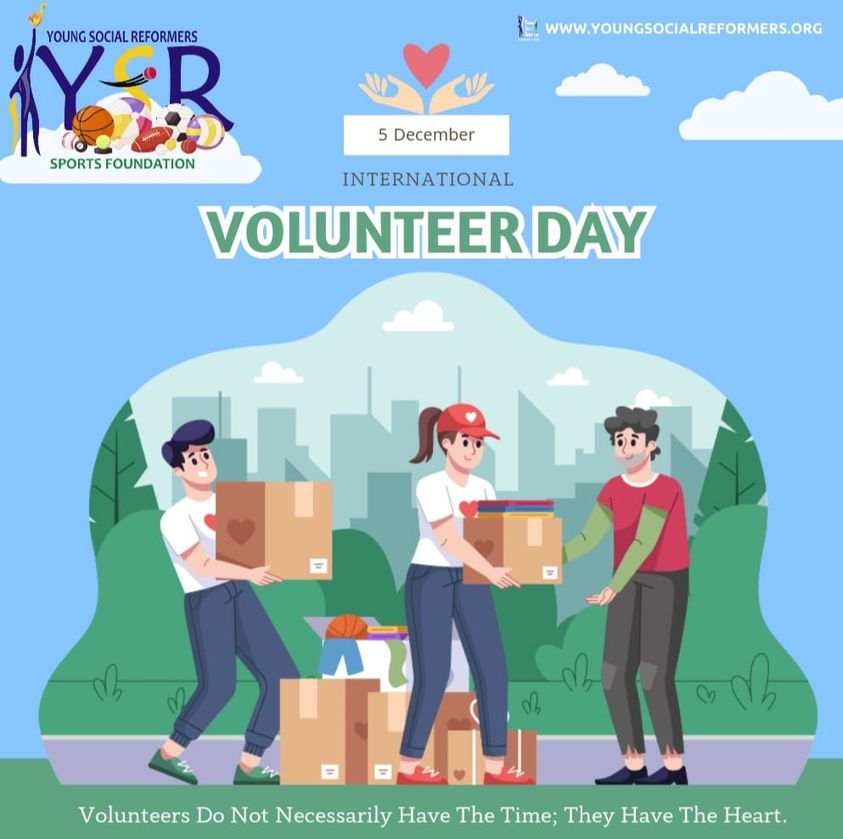 YOUNG SOCIAL REFORMERS
YSR
SPORTS FOUNDATION
WWW.YOUNGSOCIALREFORMERS.ORG
5 December
INTERNATIONAL
VOLUNTEER DAY
Volunteers Do Not Necessarily Have The Time; They Have The Heart.